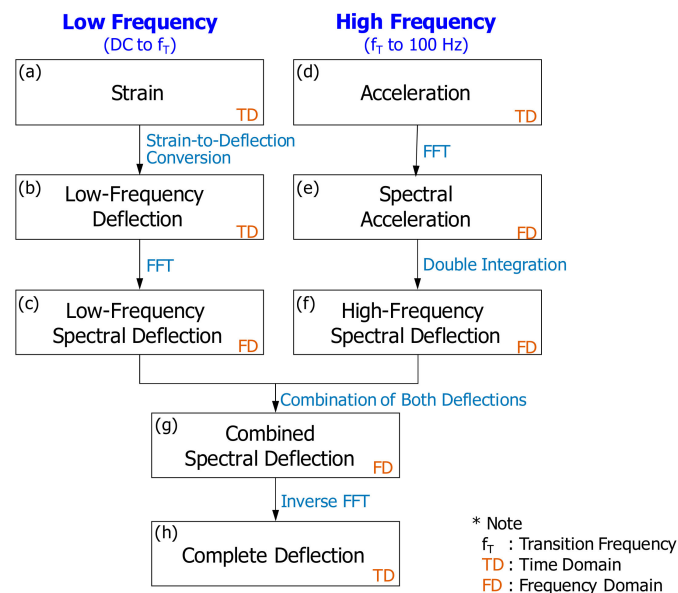 Low Frequency
(DC to fT)
High Frequency
(fT to 100 Hz)
(a)
Strain
TD
(d)
Acceleration
TD
Strain-to-Deflection
Conversion
FFT
(b)
Low-Frequency
Deflection
TD
(e)
Spectral
Acceleration
FD
FFT
Double Integration
(c)
Low-Frequency
Spectral Deflection
FD
(f)
High-Frequency
Spectral Deflection
FD
Combination of Both Deflections
(g)
Combined
Spectral Deflection
FD
Inverse FFT
(h)
Complete Deflection
TD
* Note
fT : Transition Frequency
TD : Time Domain
FD : Frequency Domain